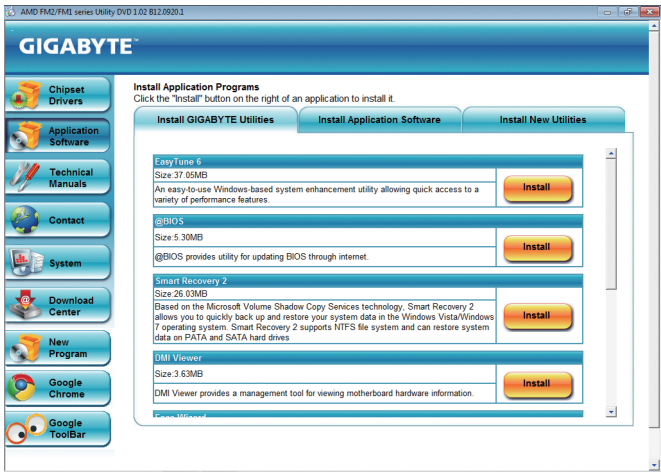 AMD FM2/FM1 series Utility DVD 1.02 B12.0920.1
GIGABYTE™
Chipset
Drivers
Application
Software
Technical
Manuals
Contact
System
Download
Center
New
Program
Google
Chrome
Google
ToolBar
Install Application Programs
Click the "Install" button on the right of an application to install it.
Install GIGABYTE Utilities
Install Application Software
Install New Utilities
EasyTune 6
Size:37.05MB
An easy-to-use Windows-based system enhancement utility allowing quick access to a
variety of performance features.
Install
@BIOS
Size:5.30MB
@BIOS provides utility for updating BIOS through internet.
Install
Smart Recovery 2
Size:26.03MB
Based on the Microsoft Volume Shadow Copy Services technology, Smart Recovery 2
allows you to quickly back up and restore your system data in the Windows Vista/Windows
7 operating system. Smart Recovery 2 supports NTFS file system and can restore system
data on PATA and SATA hard drives
Install
DMI Viewer
Size:3.63MB
DMI Viewer provides a management tool for viewing motherboard hardware information.
Install